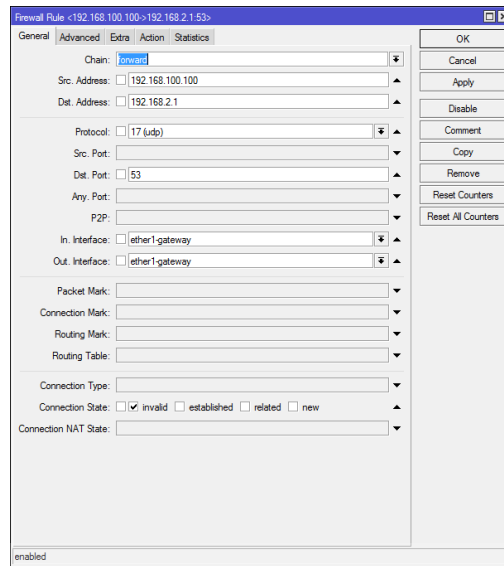 Firewall Rule <192.168.100.100->192.168.2.1:53>
General Advanced Extra Action Statistics
OK
Chain: forward
Cancel
Src. Address: 192.168.100.100
Apply
Dst. Address: 192.168.2.1
Disable
Protocol: 17 (udp)
Comment
Src. Port:
Copy
Dst. Port: 53
Remove
Any. Port:
Reset Counters
P2P:
Reset All Counters
In. Interface: ether1-gateway
Out. Interface: ether1-gateway
Packet Mark:
Connection Mark:
Routing Mark:
Routing Table:
Connection Type:
Connection State: invalid established related new
Connection NAT State:
enabled